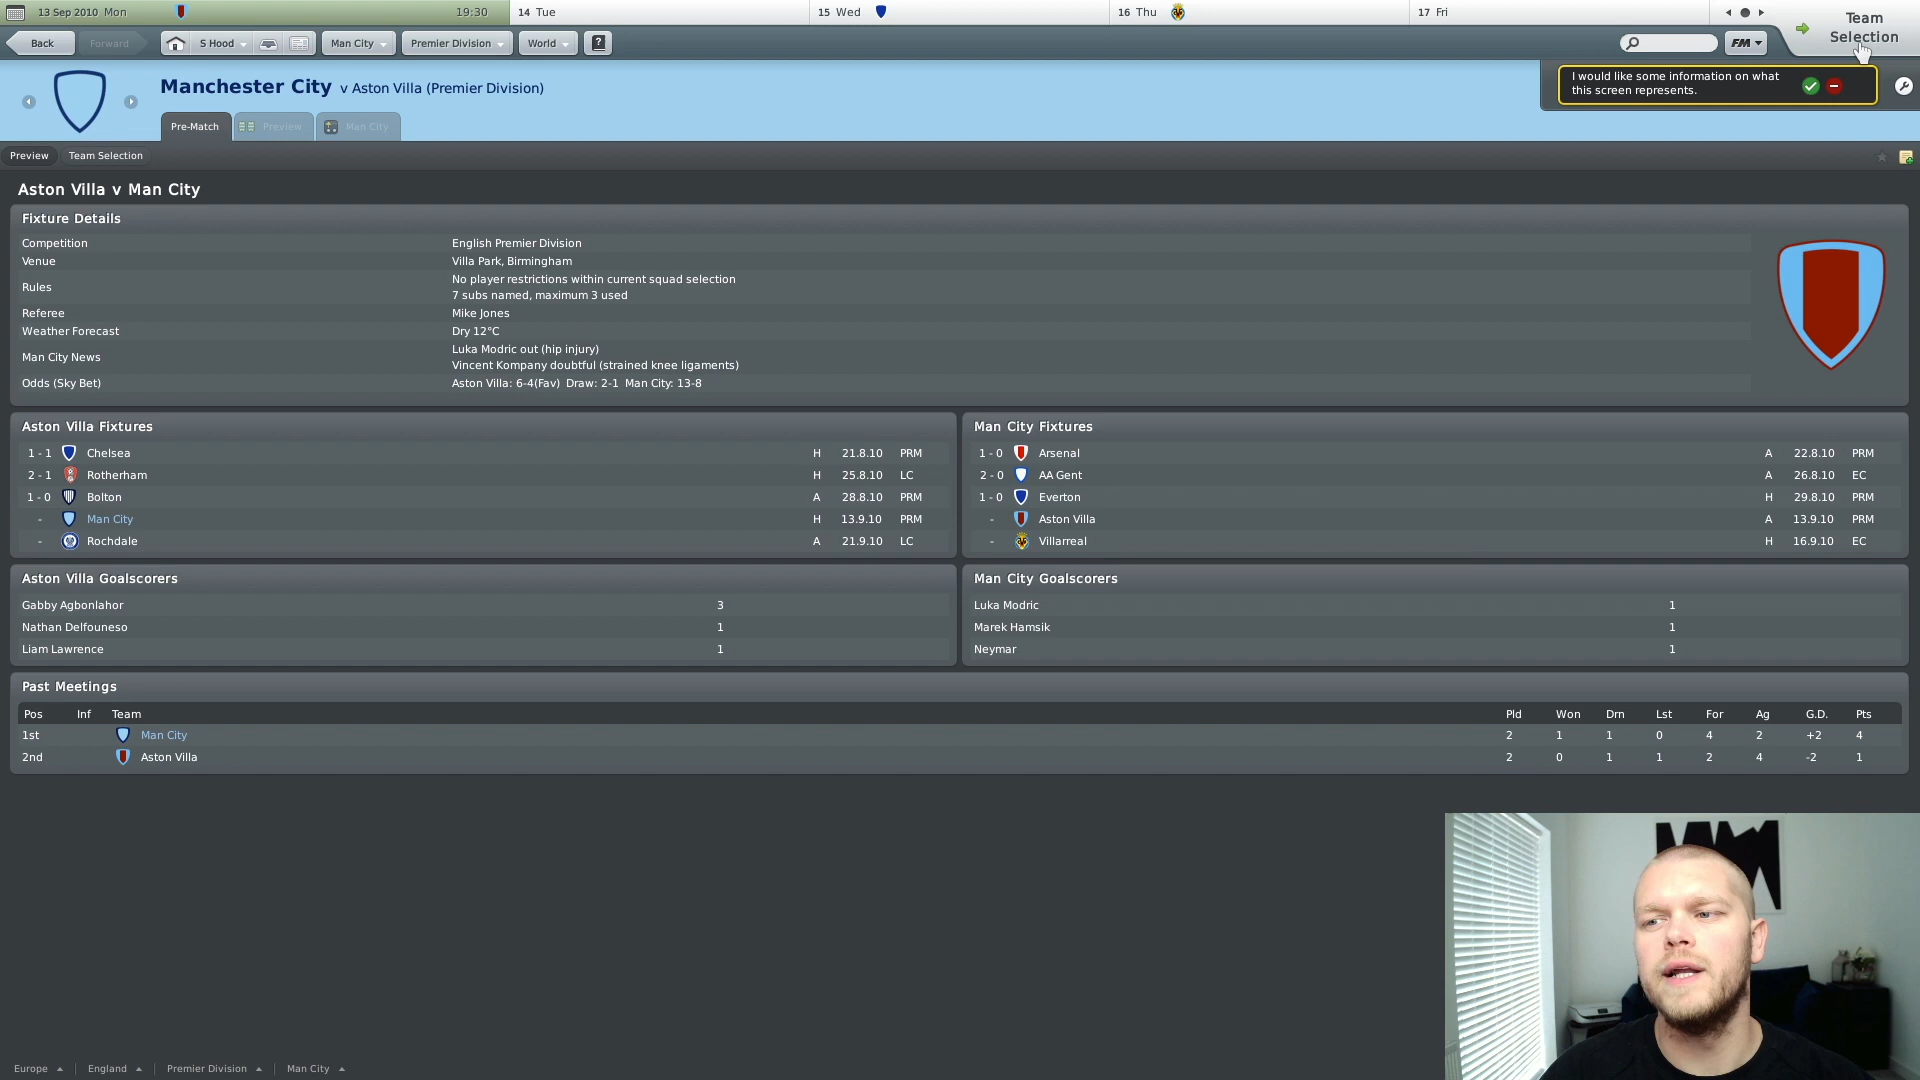 13 Sep 2010 Mon 19:30 14 Tue 15 Wed 16 Thu 17 Fri
Team
Selection
Back Forward S Hood Man City Premier Division World ? FM
Manchester City v Aston Villa (Premier Division)
I would like some information on what
this screen represents.
Pre-Match Preview Man City
Preview Team Selection
Aston Villa v Man City
Fixture Details
Competition English Premier Division
Venue Villa Park, Birmingham
Rules No player restrictions within current squad selection
7 subs named, maximum 3 used
Referee Mike Jones
Weather Forecast Dry 12°C
Man City News Luka Modric out (hip injury)
Vincent Kompany doubtful (strained knee ligaments)
Odds (Sky Bet) Aston Villa: 6-4(Fav) Draw: 2-1 Man City: 13-8
Aston Villa Fixtures
1 - 1 Chelsea H 21.8.10 PRM
2 - 1 Rotherham H 25.8.10 LC
1 - 0 Bolton A 28.8.10 PRM
- Man City H 13.9.10 PRM
- Rochdale A 21.9.10 LC
Man City Fixtures
1 - 0 Arsenal A 22.8.10 PRM
2 - 0 AA Gent A 26.8.10 EC
1 - 0 Everton H 29.8.10 PRM
- Aston Villa A 13.9.10 PRM
- Villarreal H 16.9.10 EC
Aston Villa Goalscorers
Gabby Agbonlahor 3
Nathan Delfouneso 1
Liam Lawrence 1
Man City Goalscorers
Luka Modric 1
Marek Hamsik 1
Neymar 1
Past Meetings
Pos Inf Team Pld Won Drn Lst For Ag G.D. Pts
1st Man City 2 1 1 0 4 2 +2 4
2nd Aston Villa 2 0 1 1 2 4 -2 1
Europe England Premier Division Man City